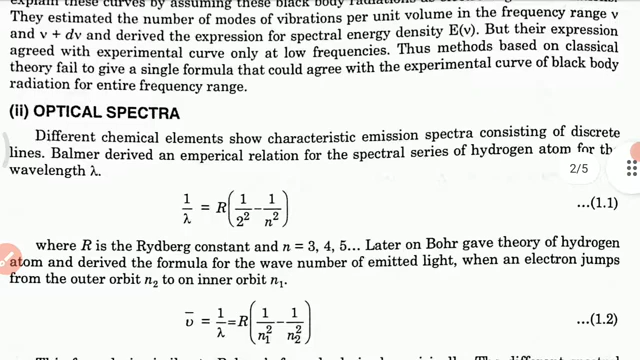 explain these curves by assuming these black body radiations as
They estimated the number of modes of vibrations per unit volume in the frequency range ν
and ν + dν and derived the expression for spectral energy density E(ν). But their expression
agreed with experimental curve only at low frequencies. Thus methods based on classical
theory fail to give a single formula that could agree with the experimental curve of black body
radiation for entire frequency range.
(ii) OPTICAL SPECTRA
Different chemical elements show characteristic emission spectra consisting of discrete
lines. Balmer derived an emperical relation for the spectral series of hydrogen atom for the
wavelength λ.
2/5
1/λ = R(1/2² - 1/n²) ...(1.1)
where R is the Rydberg constant and n = 3, 4, 5... Later on Bohr gave theory of hydrogen
atom and derived the formula for the wave number of emitted light, when an electron jumps
from the outer orbit n₂ to on inner orbit n₁.
ῡ = 1/λ = R(1/n₁² - 1/n₂²) ...(1.2)